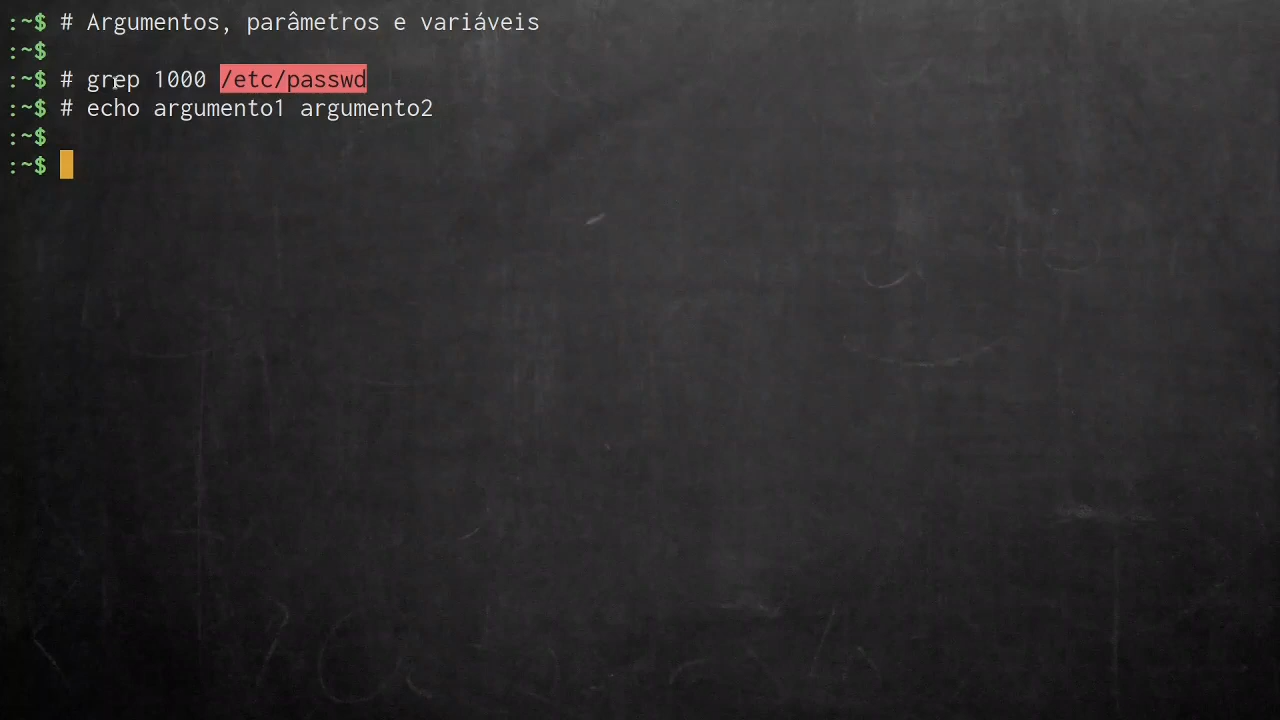 :~$ # Argumentos, parâmetros e variáveis
:~$
:~$ # grep 1000 /etc/passwd
:~$ # echo argumento1 argumento2
:~$
:~$